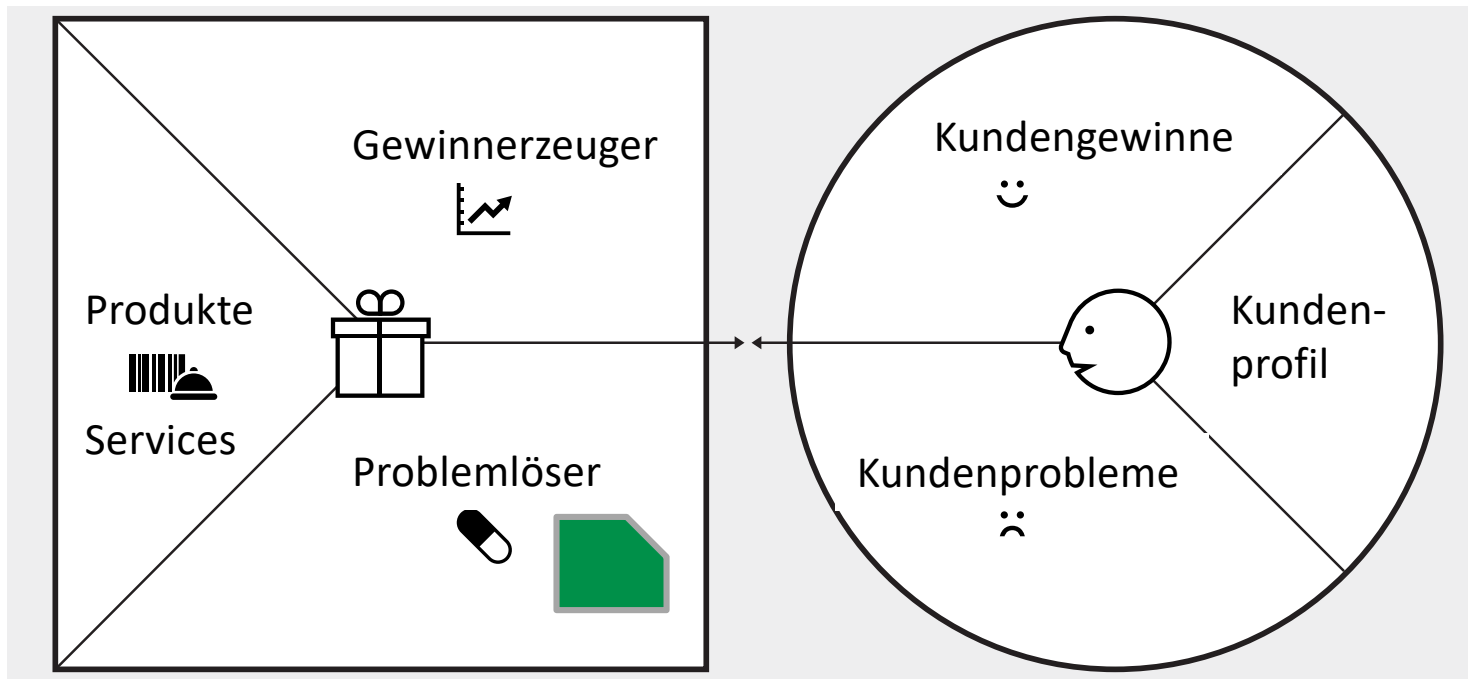 Gewinnerzeuger
Produkte
Services
Problemlöser
Kundengewinne
Kunden-
profil
Kundenprobleme